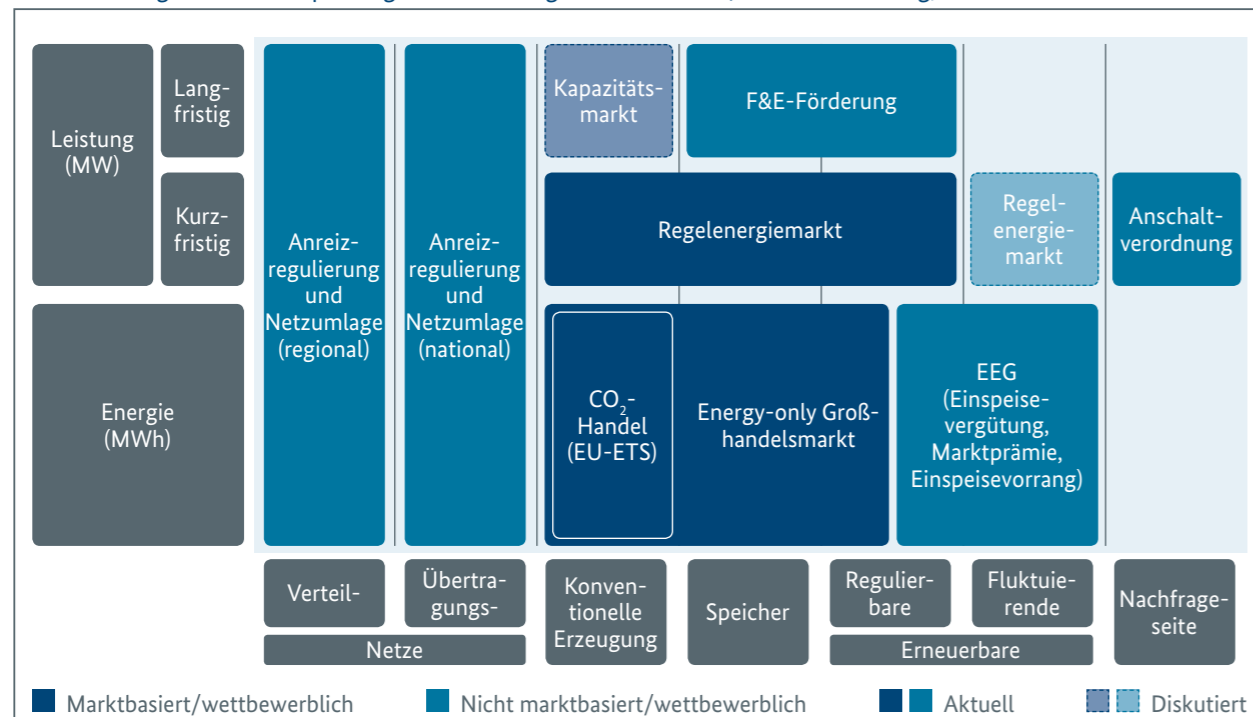 Leistung
(MW)
Lang-
fristig
Kurz-
fristig
Energie
(MWh)
Anreiz-
regulierung
und
Netzumlage
(regional)
Anreiz-
regulierung
und
Netzumlage
(national)
Kapazitäts-
markt
F&E-Förderung
Regelenergiemarkt
Regel-
energie-
markt
Anschalt-
verordnung
CO₂-
Handel
(EU-ETS)
Energy-only Groß-
handelsmarkt
EEG
(Einspeise-
vergütung,
Marktprämie,
Einspeisevorrang)
Verteil-
Übertra-
gungs-
Netze
Konven-
tionelle
Erzeugung
Speicher
Regulier-
bare
Fluktuie-
rende
Erneuerbare
Nachfrage-
seite
Marktbasiert/wettbewerblich
Nicht marktbasiert/wettbewerblich
Aktuell
Diskutiert